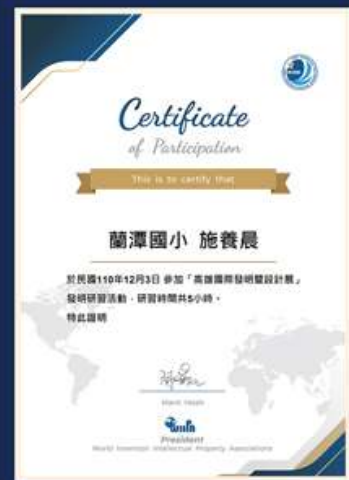 Certificate
of Participation
This is to certify that
蘭潭國小 施養晨
於民國110年12月3日 參加「高雄國際發明暨設計展」
發明研習活動，研習時間共5小時。
特此證明
President
World Invention Intellectual Property Associations